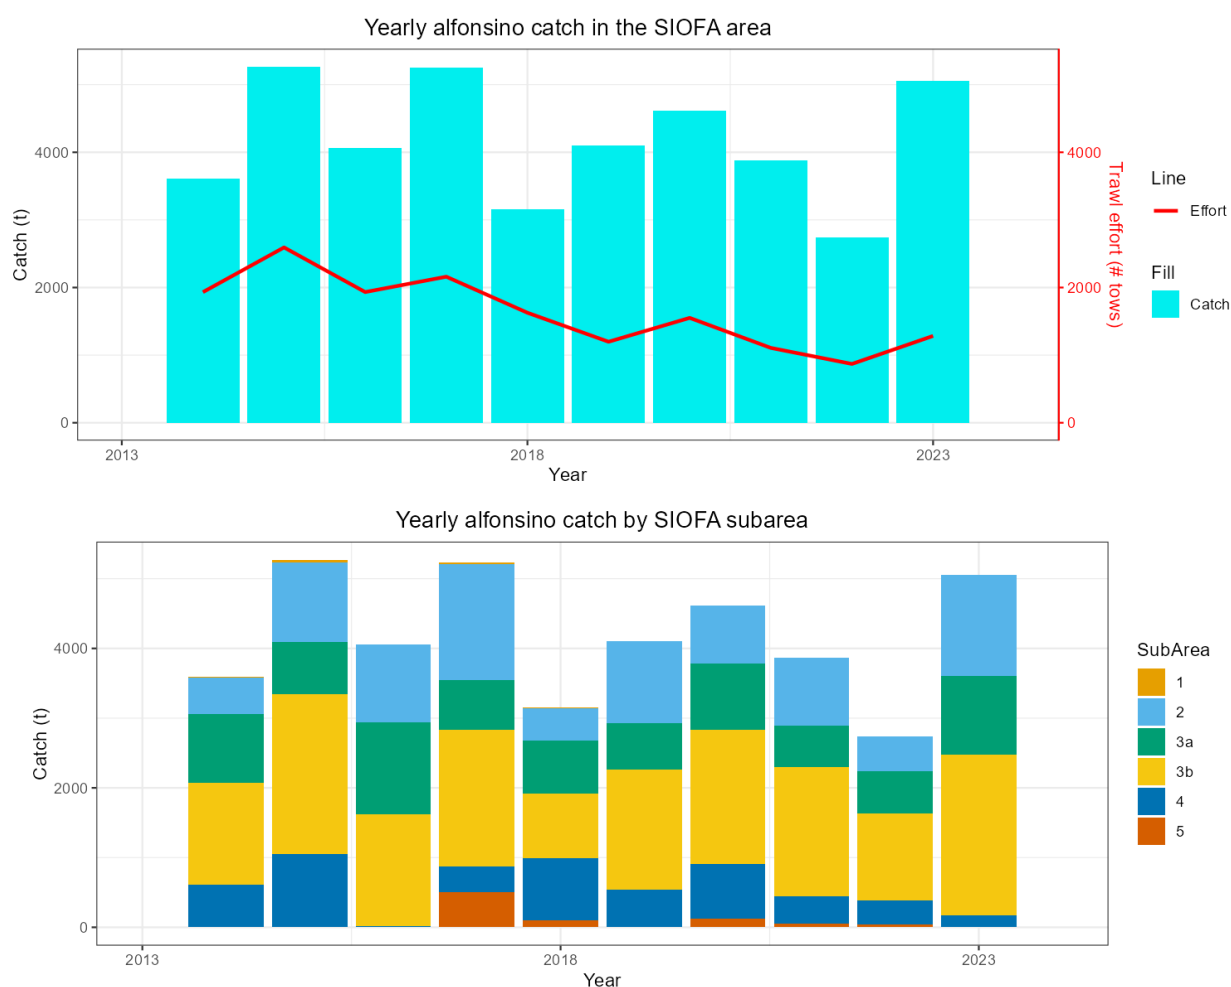 Yearly alfonsino catch in the SIOFA area
4000
2000
0
Catch (t)
4000
2000
0
Trawl effort (# tows)
2013
2018
2023
Year
Line
Effort
Fill
Catch
Yearly alfonsino catch by SIOFA subarea
4000
2000
0
Catch (t)
2013
2018
2023
Year
SubArea
1
2
3a
3b
4
5